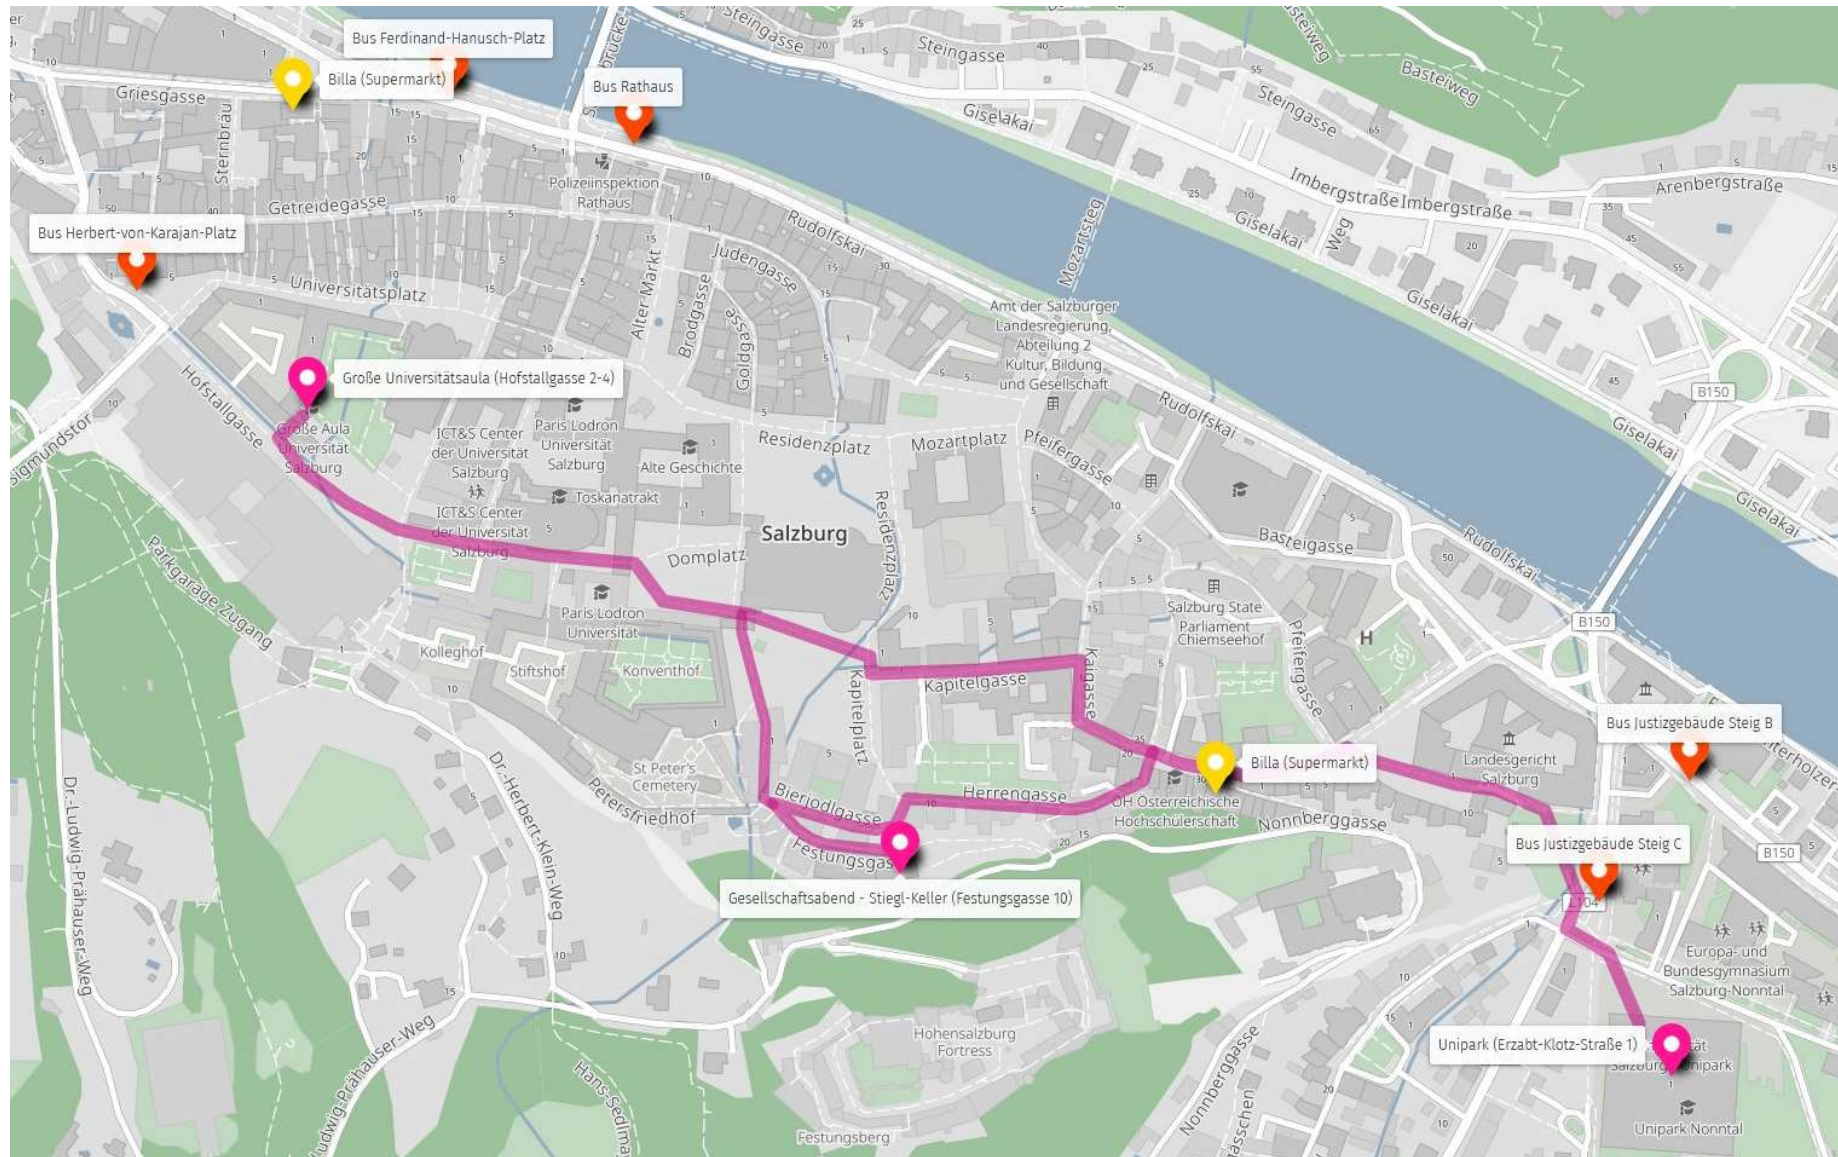 Bus Ferdinand-Hanusch-Platz
Billa (Supermarkt)
Bus Rathaus
Bus Herbert-von-Karajan-Platz
Große Universitätsaula (Hofstallgasse 2-4)
Gesellschaftsabend - Stiegl-Keller (Festungsgasse 10)
Billa (Supermarkt)
Bus Justizgebäude Steig B
Bus Justizgebäude Steig C
Unipark (Erzabt-Klotz-Straße 1)
Steingasse
Steingasse
Steingasse
Basteiweg
Giselakai
Imbergstraße
Imbergstraße
Arenbergstraße
Giselakai
Weg
Giselakai
Giselakai
Giselakai
B150
B150
B150
L104
Griesgasse
Sternbräu
Getreidegasse
Polizeiinspektion
Rathaus
Rudolfskai
Judengasse
Mozartsteg
Universitätsplatz
Alter Markt
Brodgasse
Goldgasse
Amt der Salzburger
Landesregierung,
Abteilung 2
Kultur, Bildung
und Gesellschaft
Hofstallgasse
Sigmundstor
Große Aula
Universität
Salzburg
ICT&S Center
der Universität
Salzburg
ICT&S Center
der Universität
Salzburg
Paris Lodron
Universität
Salzburg
Alte Geschichte
Toskanatrakt
Residenzplatz
Mozartplatz
Pfeifergasse
Rudolfskai
Residenzplatz
Salzburg
Domplatz
Basteigasse
Rudolfskai
Parkgarage Zugang
Paris Lodron
Universität
Kolleghof
Stiftshof
Konventhof
Kapitelplatz
Kapitelgasse
Kaigasse
Salzburg State
Parliament
Chiemseehof
Pfeifergasse
H
Landesgericht
Salzburg
St Peter's
Cemetery
Petersfriedhof
Bierjodlgasse
Festungsgasse
Herrengasse
ÖH Österreichische
Hochschülerschaft
Nonnberggasse
Dr.-Herbert-Klein-Weg
Dr.-Ludwig-Prähauser-Weg
Ludwig-Prähauser-Weg
Hohensalzburg
Fortress
Festungsberg
Nonnberggasse
Europa- und
Bundesgymnasium
Salzburg-Nonntal
Unipark Nonntal